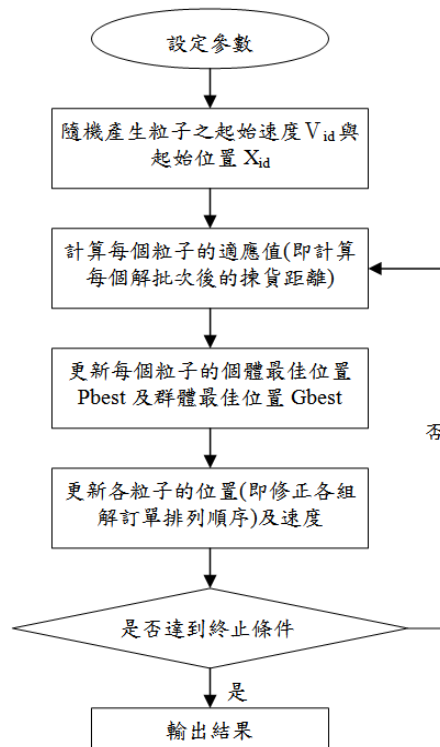 設定參數
隨機產生粒子之起始速度 V id 與
起始位置 Xid
計算每個粒子的適應值(即計算
每個解批次後的揀貨距離)
更新每個粒子的個體最佳位置
Pbest 及群體最佳位置 Gbest
否
更新各粒子的位置(即修正各組
解訂單排列順序)及速度
是否達到終止條件
是
輸出結果